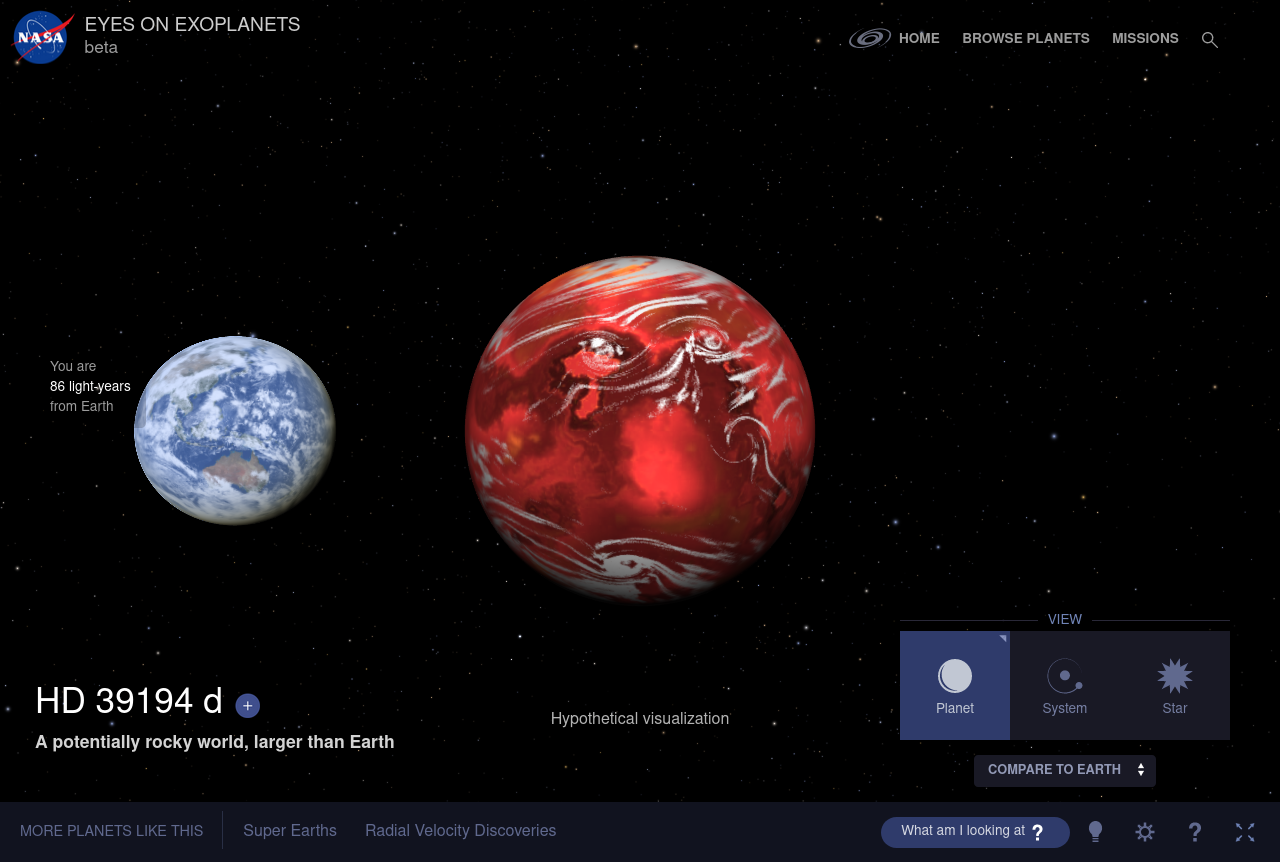 NASA
EYES ON EXOPLANETS
beta
HOME
BROWSE PLANETS
MISSIONS
You are
86 light-years
from Earth
VIEW
Planet
System
Star
HD 39194 d +
A potentially rocky world, larger than Earth
Hypothetical visualization
COMPARE TO EARTH
MORE PLANETS LIKE THIS
Super Earths
Radial Velocity Discoveries
What am I looking at ?
?